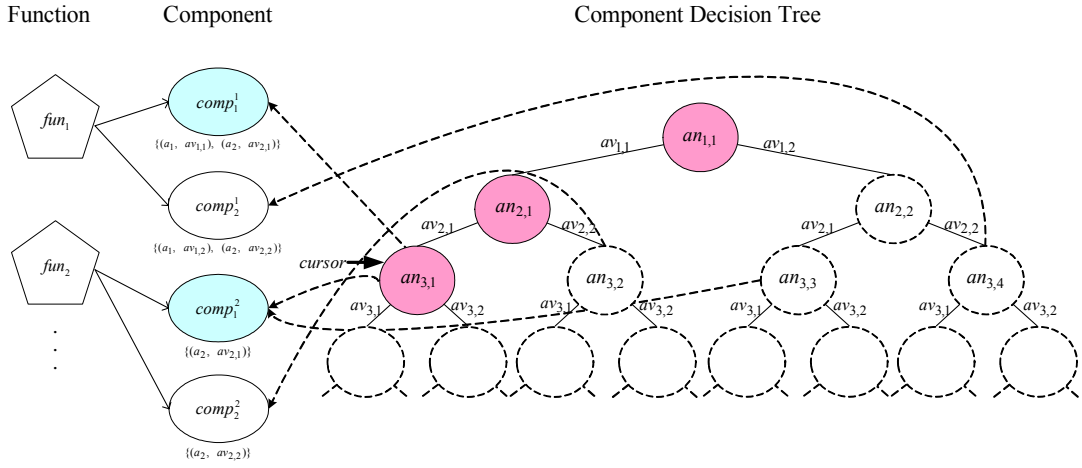 Function Component Component Decision Tree
fun₁
comp₁¹
{(a₁, av₁,₁), (a₂, av₂,₁)}
comp₂¹
{(a₁, av₁,₂), (a₂, av₂,₂)}
fun₂
comp₁²
{(a₂, av₂,₁)}
comp₂²
{(a₂, av₂,₂)}
an₁,₁
av₁,₁ av₁,₂
an₂,₁ an₂,₂
av₂,₁ av₂,₂ av₂,₁ av₂,₂
cursor
an₃,₁ an₃,₂ an₃,₃ an₃,₄
av₃,₁ av₃,₂ av₃,₁ av₃,₂ av₃,₁ av₃,₂ av₃,₁ av₃,₂